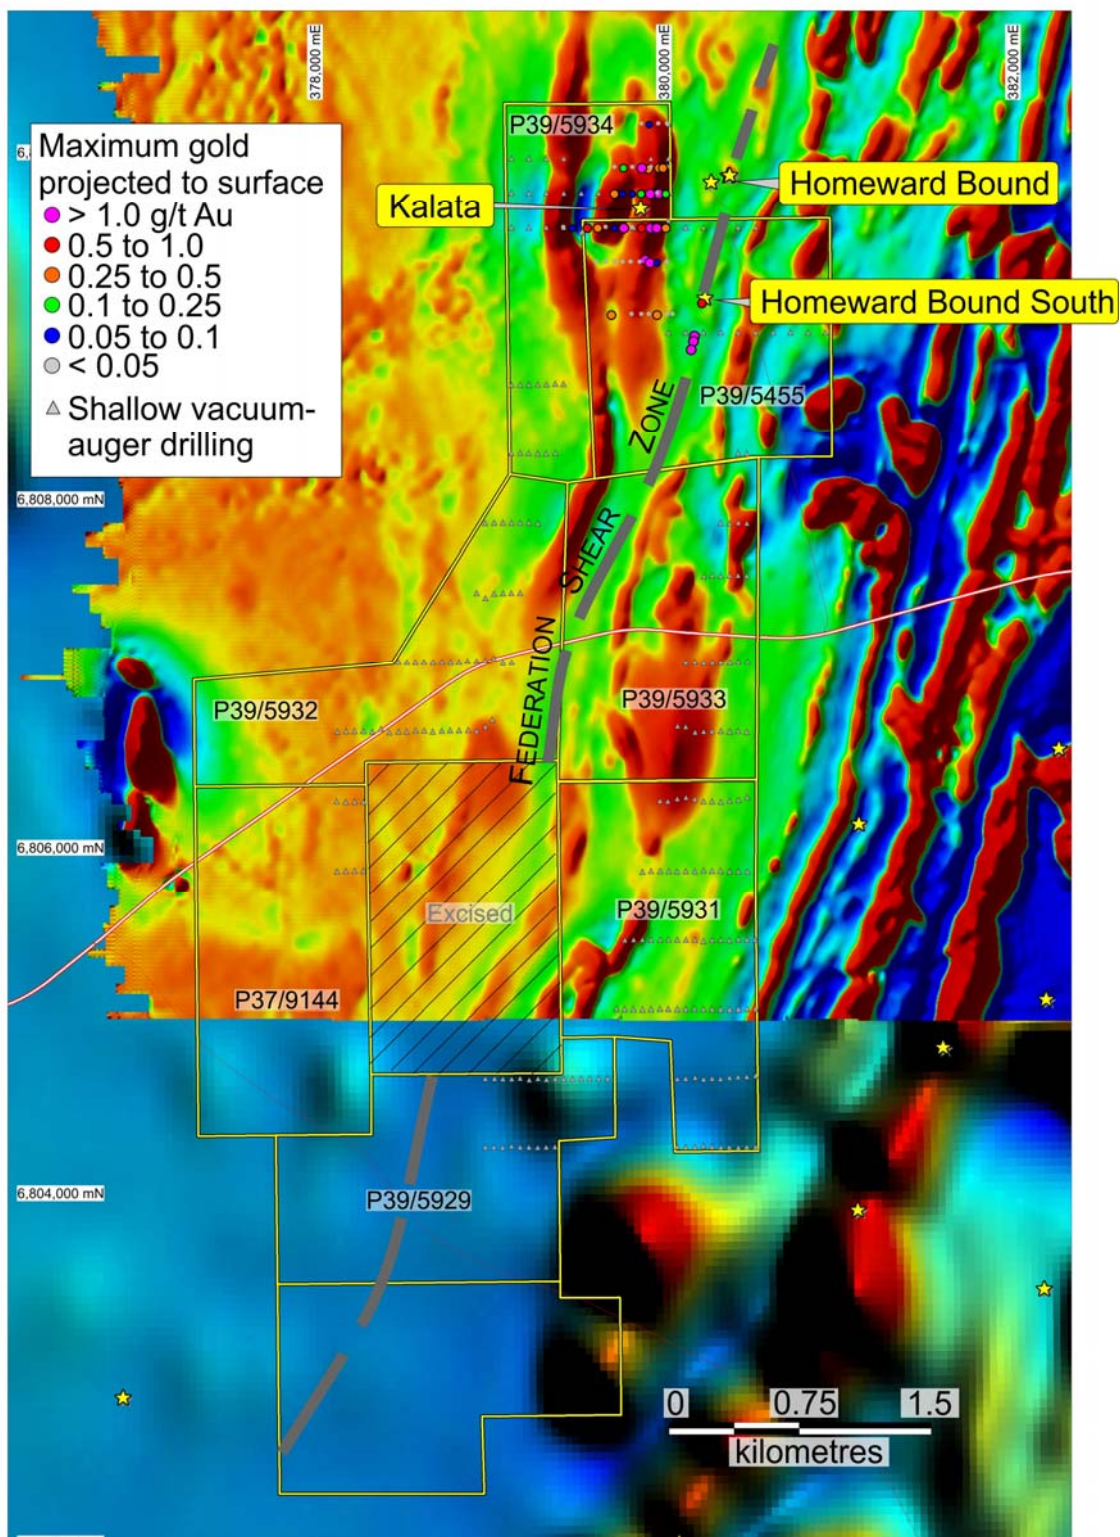 378,000 mE
380,000 mE
382,000 mE
P39/5934
6,8
Maximum gold
projected to surface
> 1.0 g/t Au
0.5 to 1.0
0.25 to 0.5
0.1 to 0.25
0.05 to 0.1
< 0.05
Shallow vacuum-
auger drilling
Kalata
Homeward Bound
Homeward Bound South
P39/5455
6,808,000 mN
FEDERATION SHEAR ZONE
P39/5932
P39/5933
6,806,000 mN
Excised
P39/5931
P37/9144
6,804,000 mN
P39/5929
0 0.75 1.5
kilometres